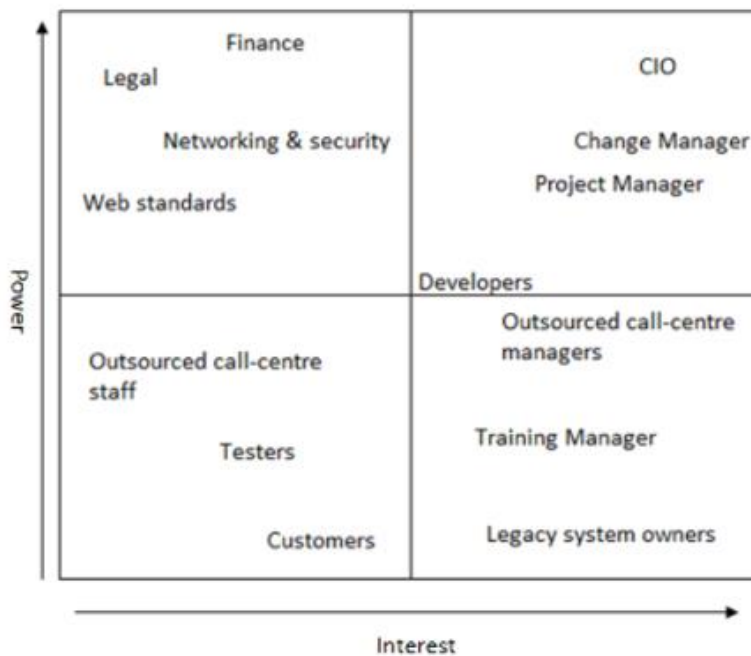 Finance
Legal
Networking & security
Web standards
CIO
Change Manager
Project Manager
Developers
Power
Outsourced call-centre
staff
Testers
Customers
Outsourced call-centre
managers
Training Manager
Legacy system owners
Interest